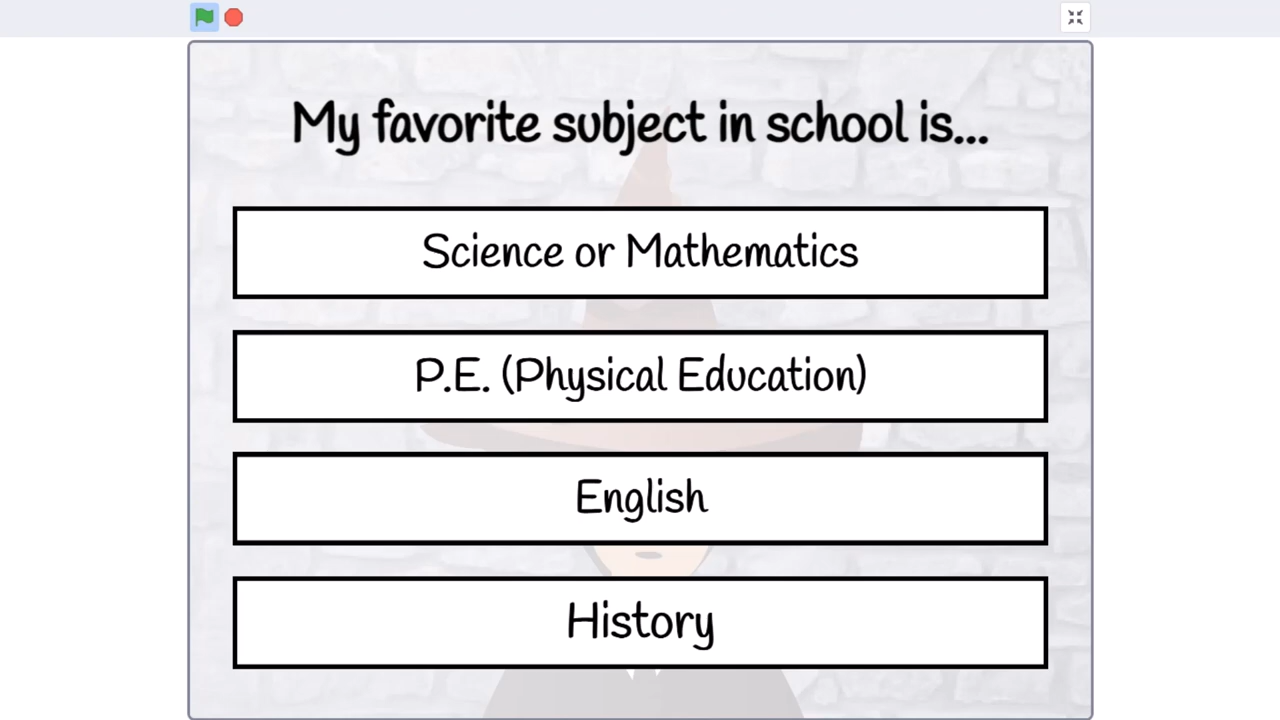 My favorite subject in school is...
Science or Mathematics
P.E. (Physical Education)
English
History